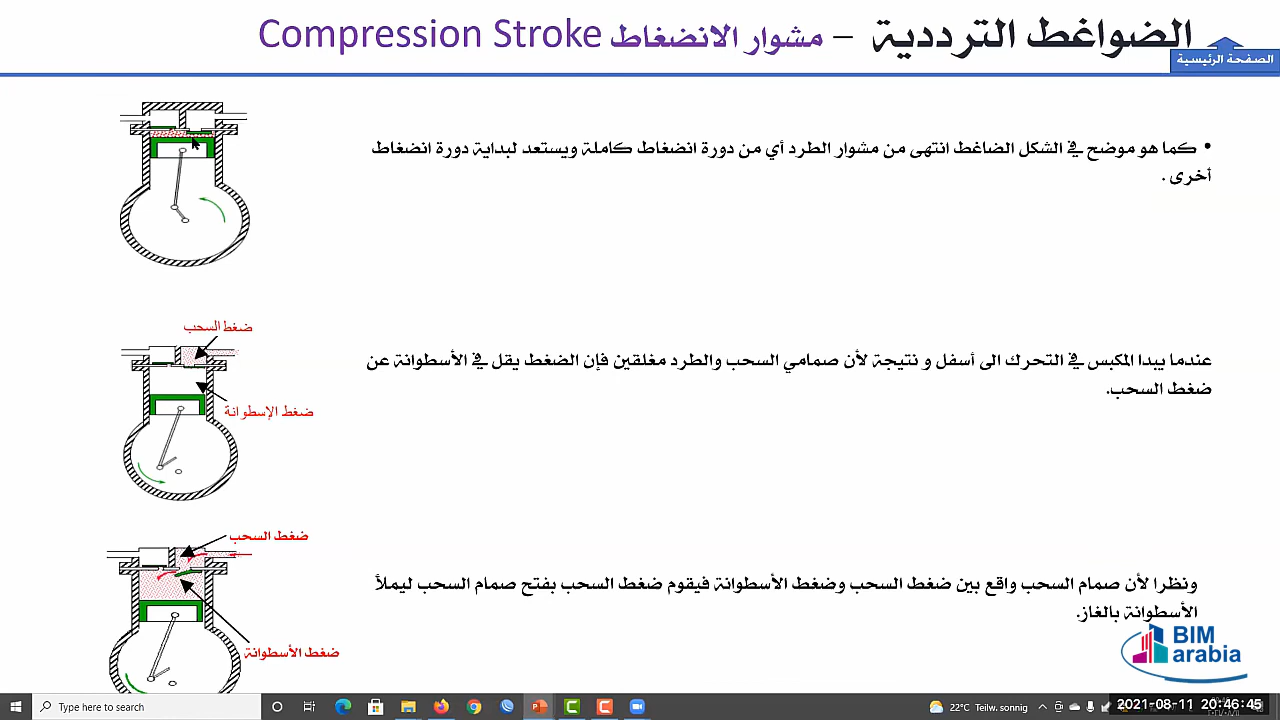 الضواغط الترددية – مشوار الانضغاط Compression Stroke
الصفحة الرئيسية
• كما هو موضح في الشكل الضاغط انتهى من مشوار الطرد أي من دورة انضغاط كاملة ويستعد لبداية دورة انضغاط
أخرى .
ضغط السحب
عندما يبدا المكبس في التحرك الى أسفل و نتيجة لأن صمامي السحب والطرد مغلقين فإن الضغط يقل في الأسطوانة عن
ضغط السحب.
ضغط الإسطوانة
ضغط السحب
ونظرا لأن صمام السحب واقع بين ضغط السحب وضغط الأسطوانة فيقوم ضغط السحب بفتح صمام السحب ليملأ
الأسطوانة بالغاز.
ضغط الأسطوانة
BIM
arabia
Type here to search
22°C Teilw. sonnig
2021-08-11 20:46:45